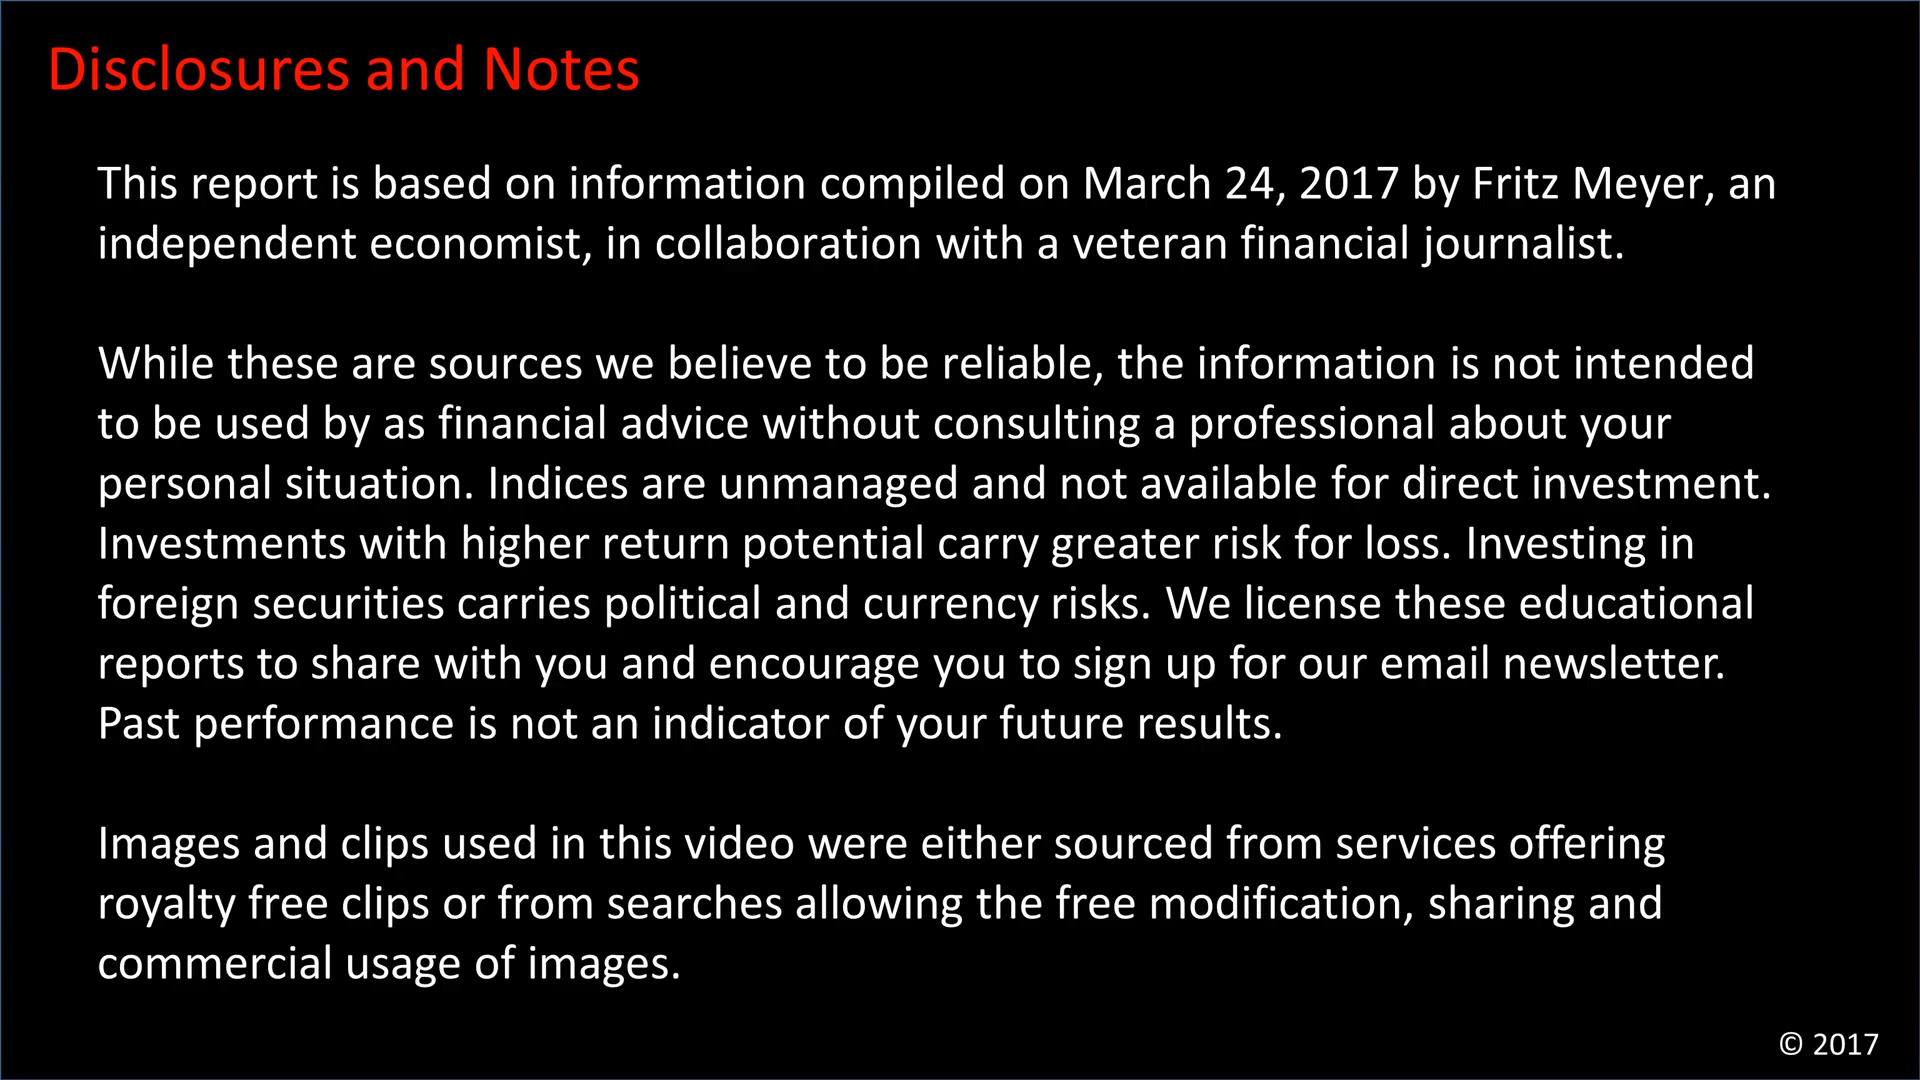 Disclosures and Notes
This report is based on information compiled on March 24, 2017 by Fritz Meyer, an
independent economist, in collaboration with a veteran financial journalist.
While these are sources we believe to be reliable, the information is not intended
to be used by as financial advice without consulting a professional about your
personal situation. Indices are unmanaged and not available for direct investment.
Investments with higher return potential carry greater risk for loss. Investing in
foreign securities carries political and currency risks. We license these educational
reports to share with you and encourage you to sign up for our email newsletter.
Past performance is not an indicator of your future results.
Images and clips used in this video were either sourced from services offering
royalty free clips or from searches allowing the free modification, sharing and
commercial usage of images.
© 2017